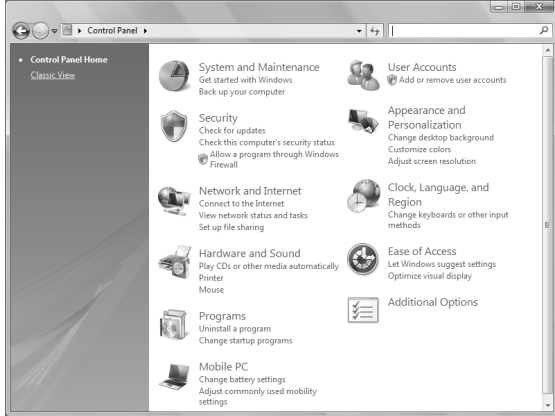 Control Panel
Control Panel Home
Classic View
System and Maintenance
Get started with Windows
Back up your computer
Security
Check for updates
Check this computer's security status
Allow a program through Windows
Firewall
Network and Internet
Connect to the Internet
View network status and tasks
Set up file sharing
Hardware and Sound
Play CDs or other media automatically
Printer
Mouse
Programs
Uninstall a program
Change startup programs
Mobile PC
Change battery settings
Adjust commonly used mobility
settings
User Accounts
Add or remove user accounts
Appearance and
Personalization
Change desktop background
Customize colors
Adjust screen resolution
Clock, Language, and
Region
Change keyboards or other input
methods
Ease of Access
Let Windows suggest settings
Optimize visual display
Additional Options